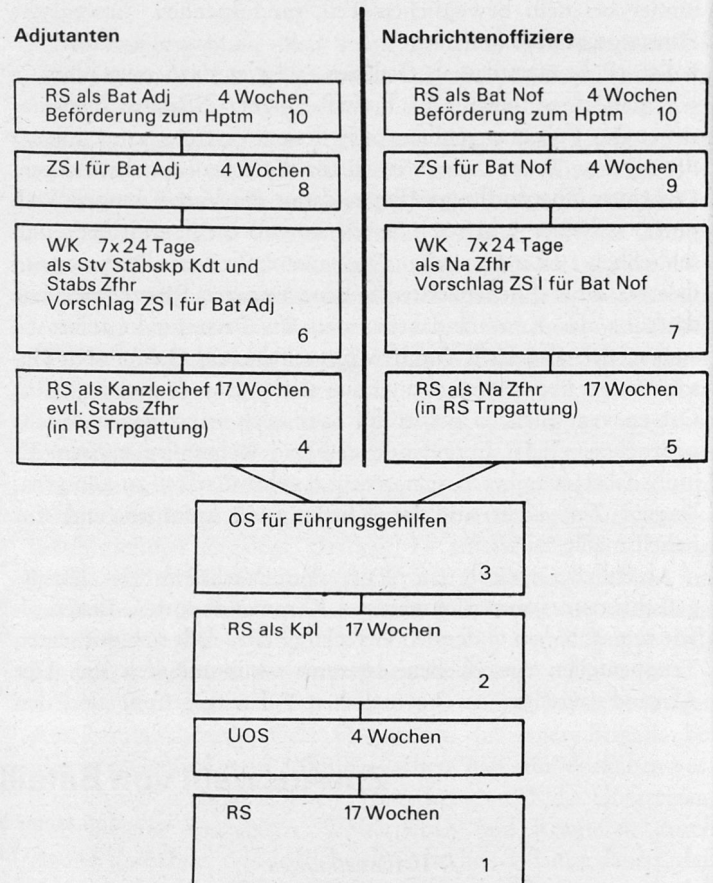 Adjutanten
RS als Bat Adj 4 Wochen
Beförderung zum Hptm 10
ZS I für Bat Adj 4 Wochen
8
WK 7x24 Tage
als Stv Stabskp Kdt und
Stabs Zfhr
Vorschlag ZS I für Bat Adj
6
RS als Kanzleichef 17 Wochen
evtl. Stabs Zfhr
(in RS Trpgattung)
4
Nachrichtenoffiziere
RS als Bat Nof 4 Wochen
Beförderung zum Hptm 10
ZS I für Bat Nof 4 Wochen
9
WK 7x24 Tage
als Na Zfhr
Vorschlag ZS I für Bat Nof
7
RS als Na Zfhr 17 Wochen
(in RS Trpgattung)
5
OS für Führungsgehilfen
3
RS als Kpl 17 Wochen
2
UOS 4 Wochen
RS 17 Wochen
1